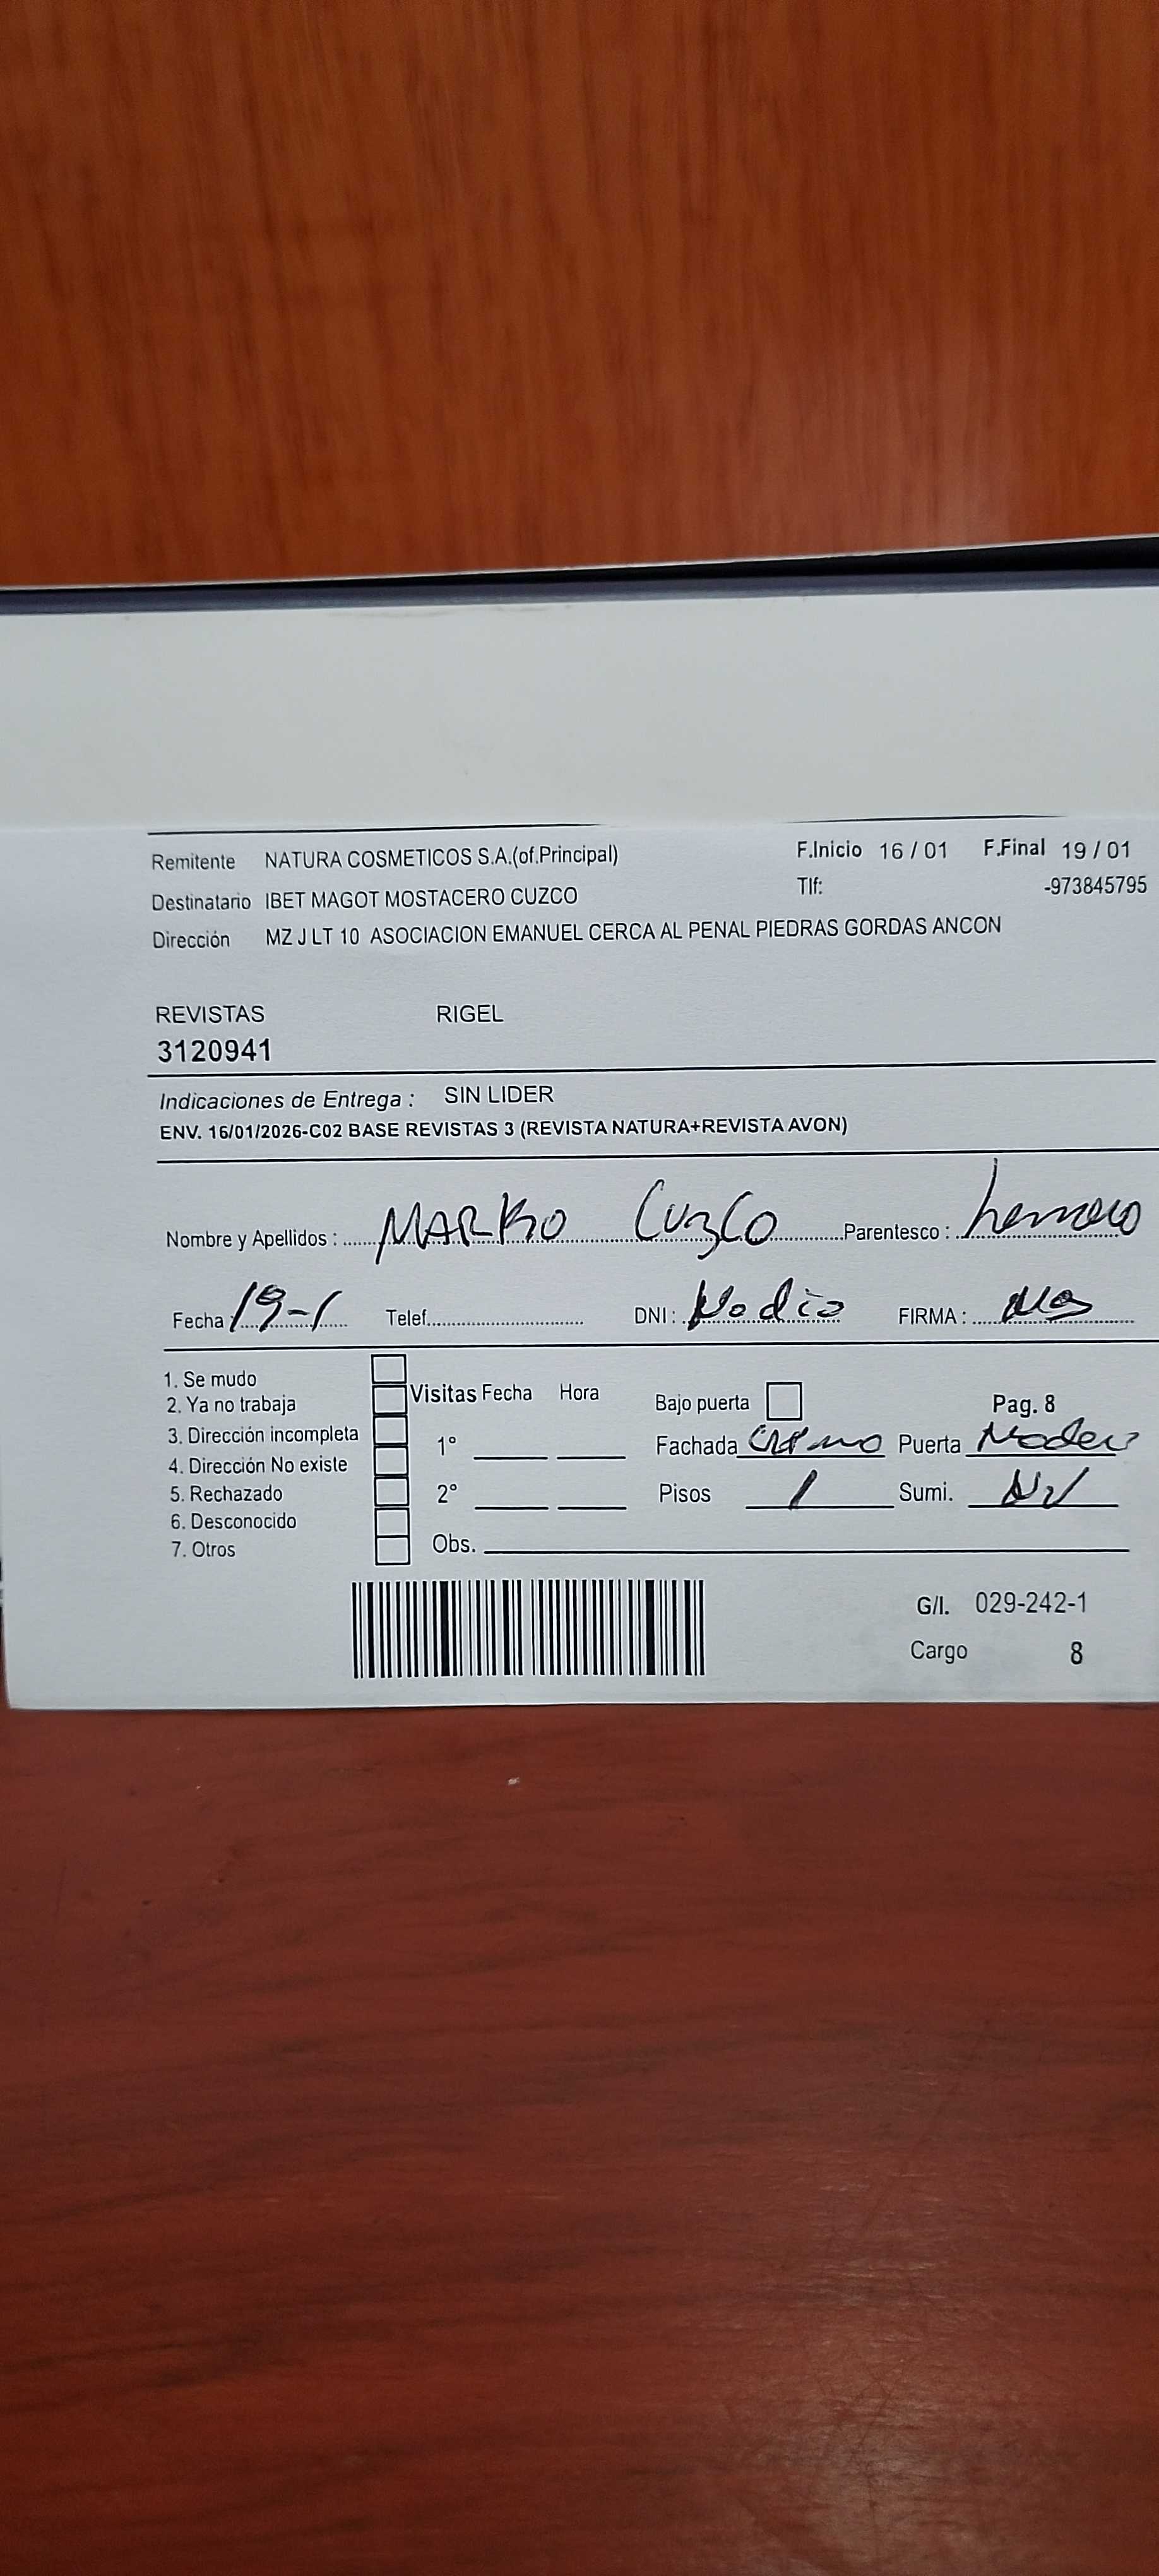 Remitente NATURA COSMETICOS S.A.(of.Principal) F.Inicio 16 / 01 F.Final 19 / 01
Destinatario IBET MAGOT MOSTACERO CUZCO Tlf: -973845795
Dirección MZ J LT 10 ASOCIACION EMANUEL CERCA AL PENAL PIEDRAS GORDAS ANCON
REVISTAS RIGEL
3120941
Indicaciones de Entrega : SIN LIDER
ENV. 16/01/2026-C02 BASE REVISTAS 3 (REVISTA NATURA+REVISTA AVON)
Nombre y Apellidos : MARKO CUZCO Parentesco :
Fecha 19-1 Telef. DNI : No dio FIRMA :
1. Se mudo
2. Ya no trabaja Visitas Fecha Hora Bajo puerta Pag. 8
3. Dirección incompleta 1° Fachada Puerta
4. Dirección No existe
5. Rechazado 2° Pisos 1 Sumi.
6. Desconocido
7. Otros Obs.
G/I. 029-242-1
Cargo 8